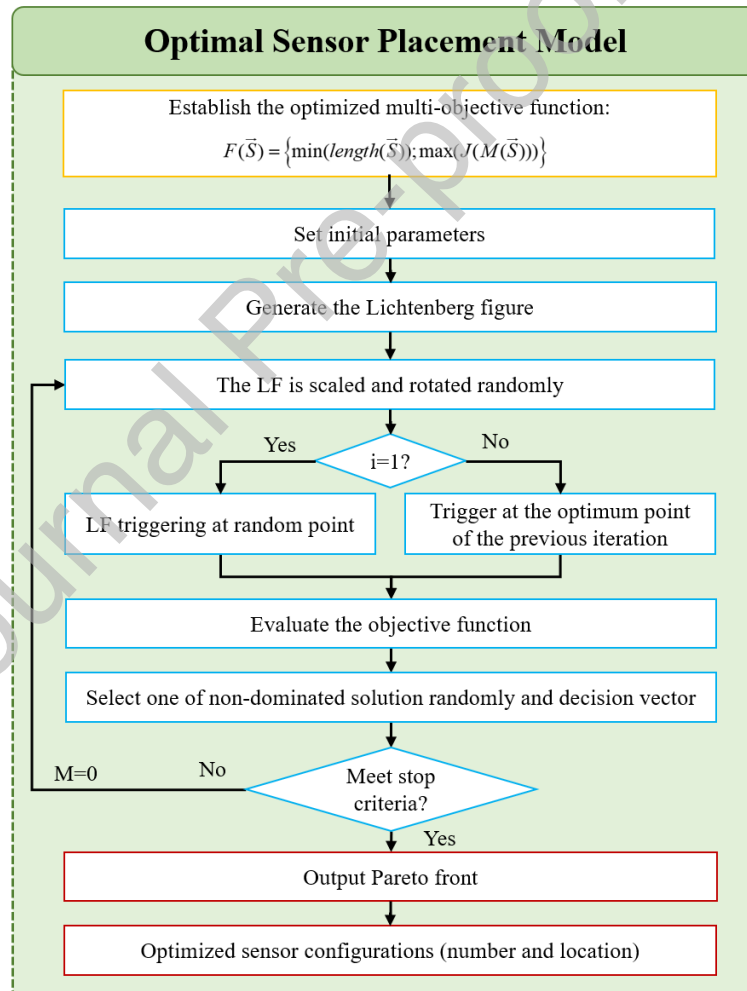 Optimal Sensor Placement Model
Establish the optimized multi-objective function:
F(S⃗) = {min(length(S⃗));max(J(M(S⃗)))}
Set initial parameters
Generate the Lichtenberg figure
The LF is scaled and rotated randomly
Yes
No
i=1?
LF triggering at random point
Trigger at the optimum point
of the previous iteration
Evaluate the objective function
Select one of non-dominated solution randomly and decision vector
M=0
No
Meet stop
criteria?
Yes
Output Pareto front
Optimized sensor configurations (number and location)
Journal Pre-proof